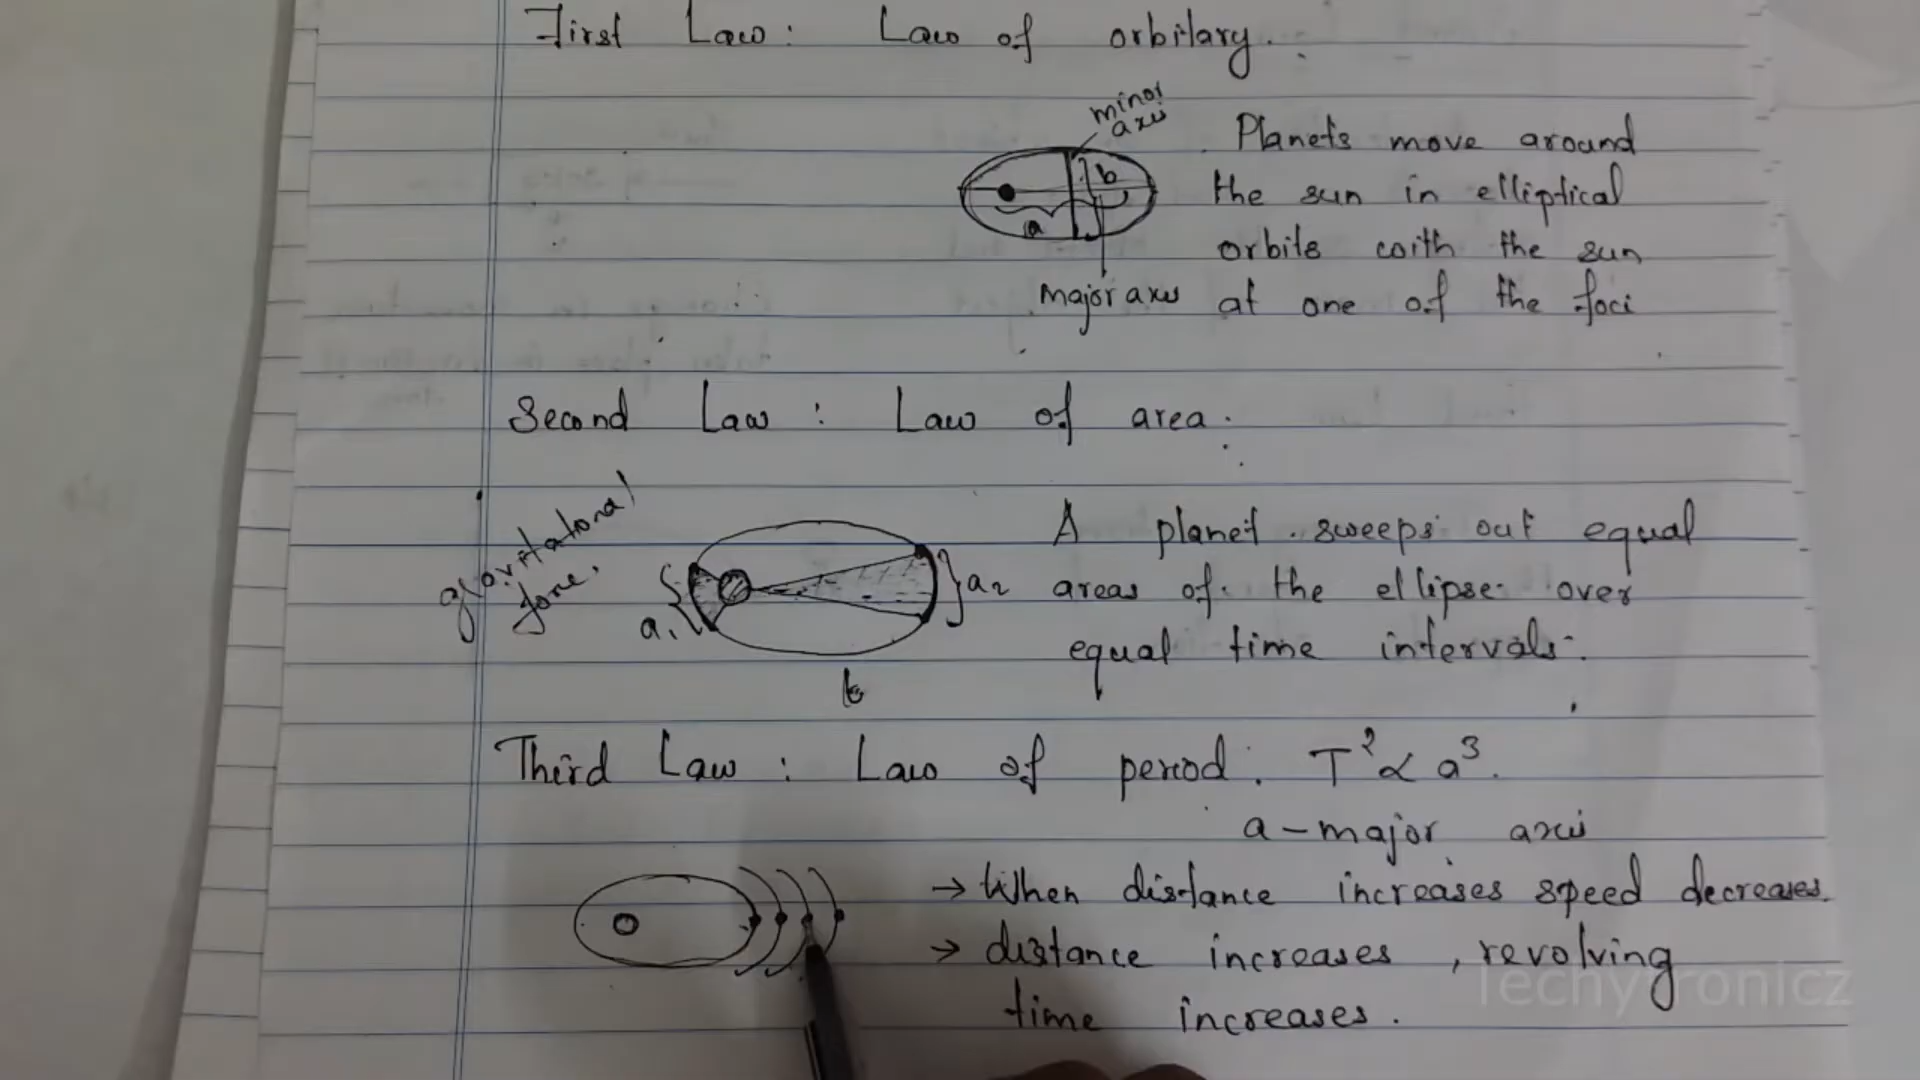 First Law: Law of orbitary.
minor
axis
Planets move around
the sun in elliptical
b
a
orbits with the sun
major axis at one of the foci
Second Law : Law of area.
gravitational
force.
A planet sweeps out equal
a₁
a₂
areas of the ellipse over
equal time intervals.
t
Third Law : Law of period. T² ∝ a³.
a - major axis
→ When distance increases speed decreases.
→ distance increases, revolving
time increases.
Techytronicz